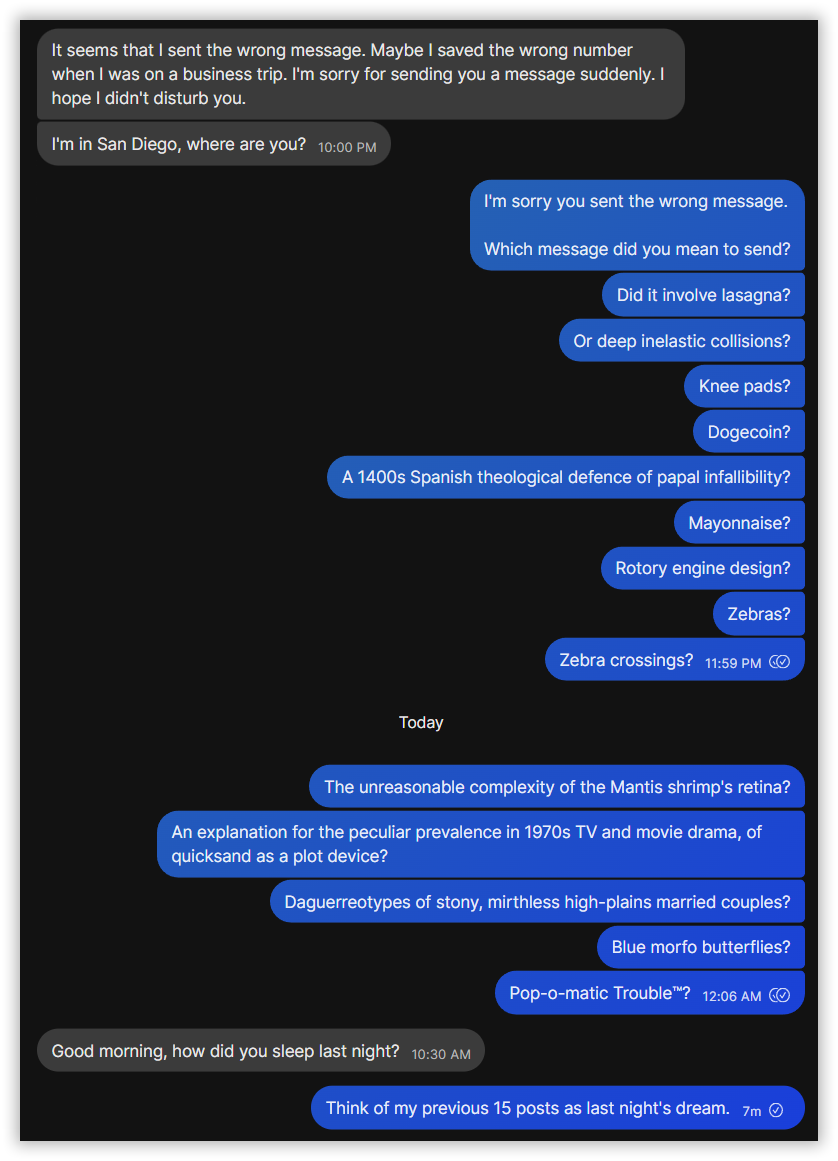 It seems that I sent the wrong message. Maybe I saved the wrong number
when I was on a business trip. I'm sorry for sending you a message suddenly. I
hope I didn't disturb you.
I'm in San Diego, where are you? 10:00 PM
I'm sorry you sent the wrong message.
Which message did you mean to send?
Did it involve lasagna?
Or deep inelastic collisions?
Knee pads?
Dogecoin?
A 1400s Spanish theological defence of papal infallibility?
Mayonnaise?
Rotory engine design?
Zebras?
Zebra crossings? 11:59 PM
Today
The unreasonable complexity of the Mantis shrimp's retina?
An explanation for the peculiar prevalence in 1970s TV and movie drama, of
quicksand as a plot device?
Daguerreotypes of stony, mirthless high-plains married couples?
Blue morfo butterflies?
Pop-o-matic Trouble™? 12:06 AM
Good morning, how did you sleep last night? 10:30 AM
Think of my previous 15 posts as last night's dream. 7m